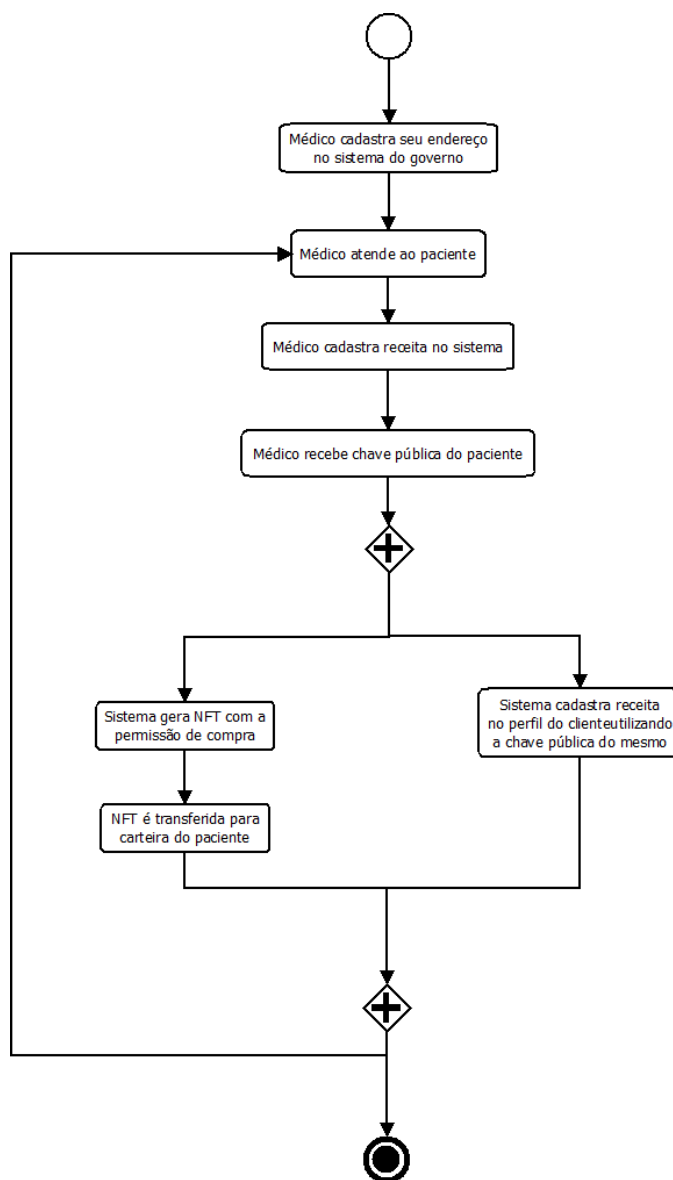 Médico cadastra seu endereço
no sistema do governo
Médico atende ao paciente
Médico cadastra receita no sistema
Médico recebe chave pública do paciente
Sistema gera NFT com a
permissão de compra
NFT é transferida para
carteira do paciente
Sistema cadastra receita
no perfil do clienteutilizando
a chave pública do mesmo